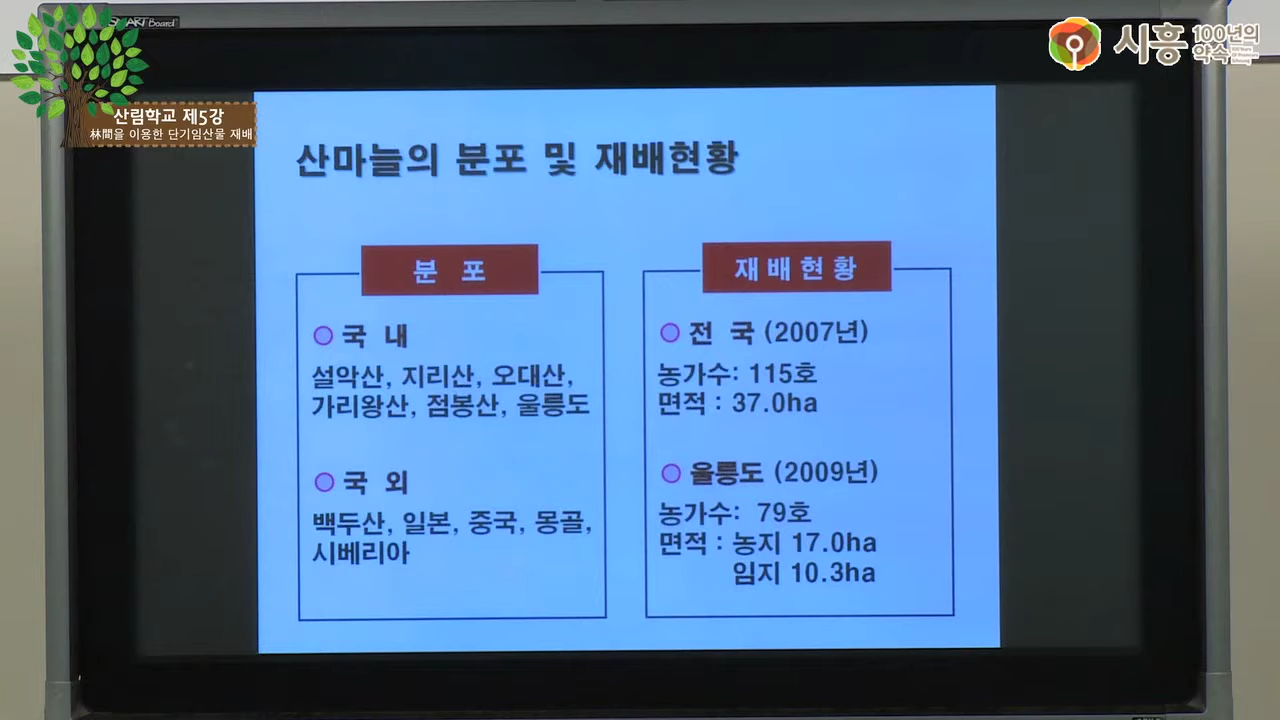 SMART Board
산림학교 제5강
林間을 이용한 단기임산물 재배
시흥
100년의
약속
산마늘의 분포 및 재배현황
분 포
국 내
설악산, 지리산, 오대산,
가리왕산, 점봉산, 울릉도
국 외
백두산, 일본, 중국, 몽골,
시베리아
재배현황
전 국 (2007년)
농가수: 115호
면적 : 37.0ha
울릉도 (2009년)
농가수: 79호
면적 : 농지 17.0ha
임지 10.3ha